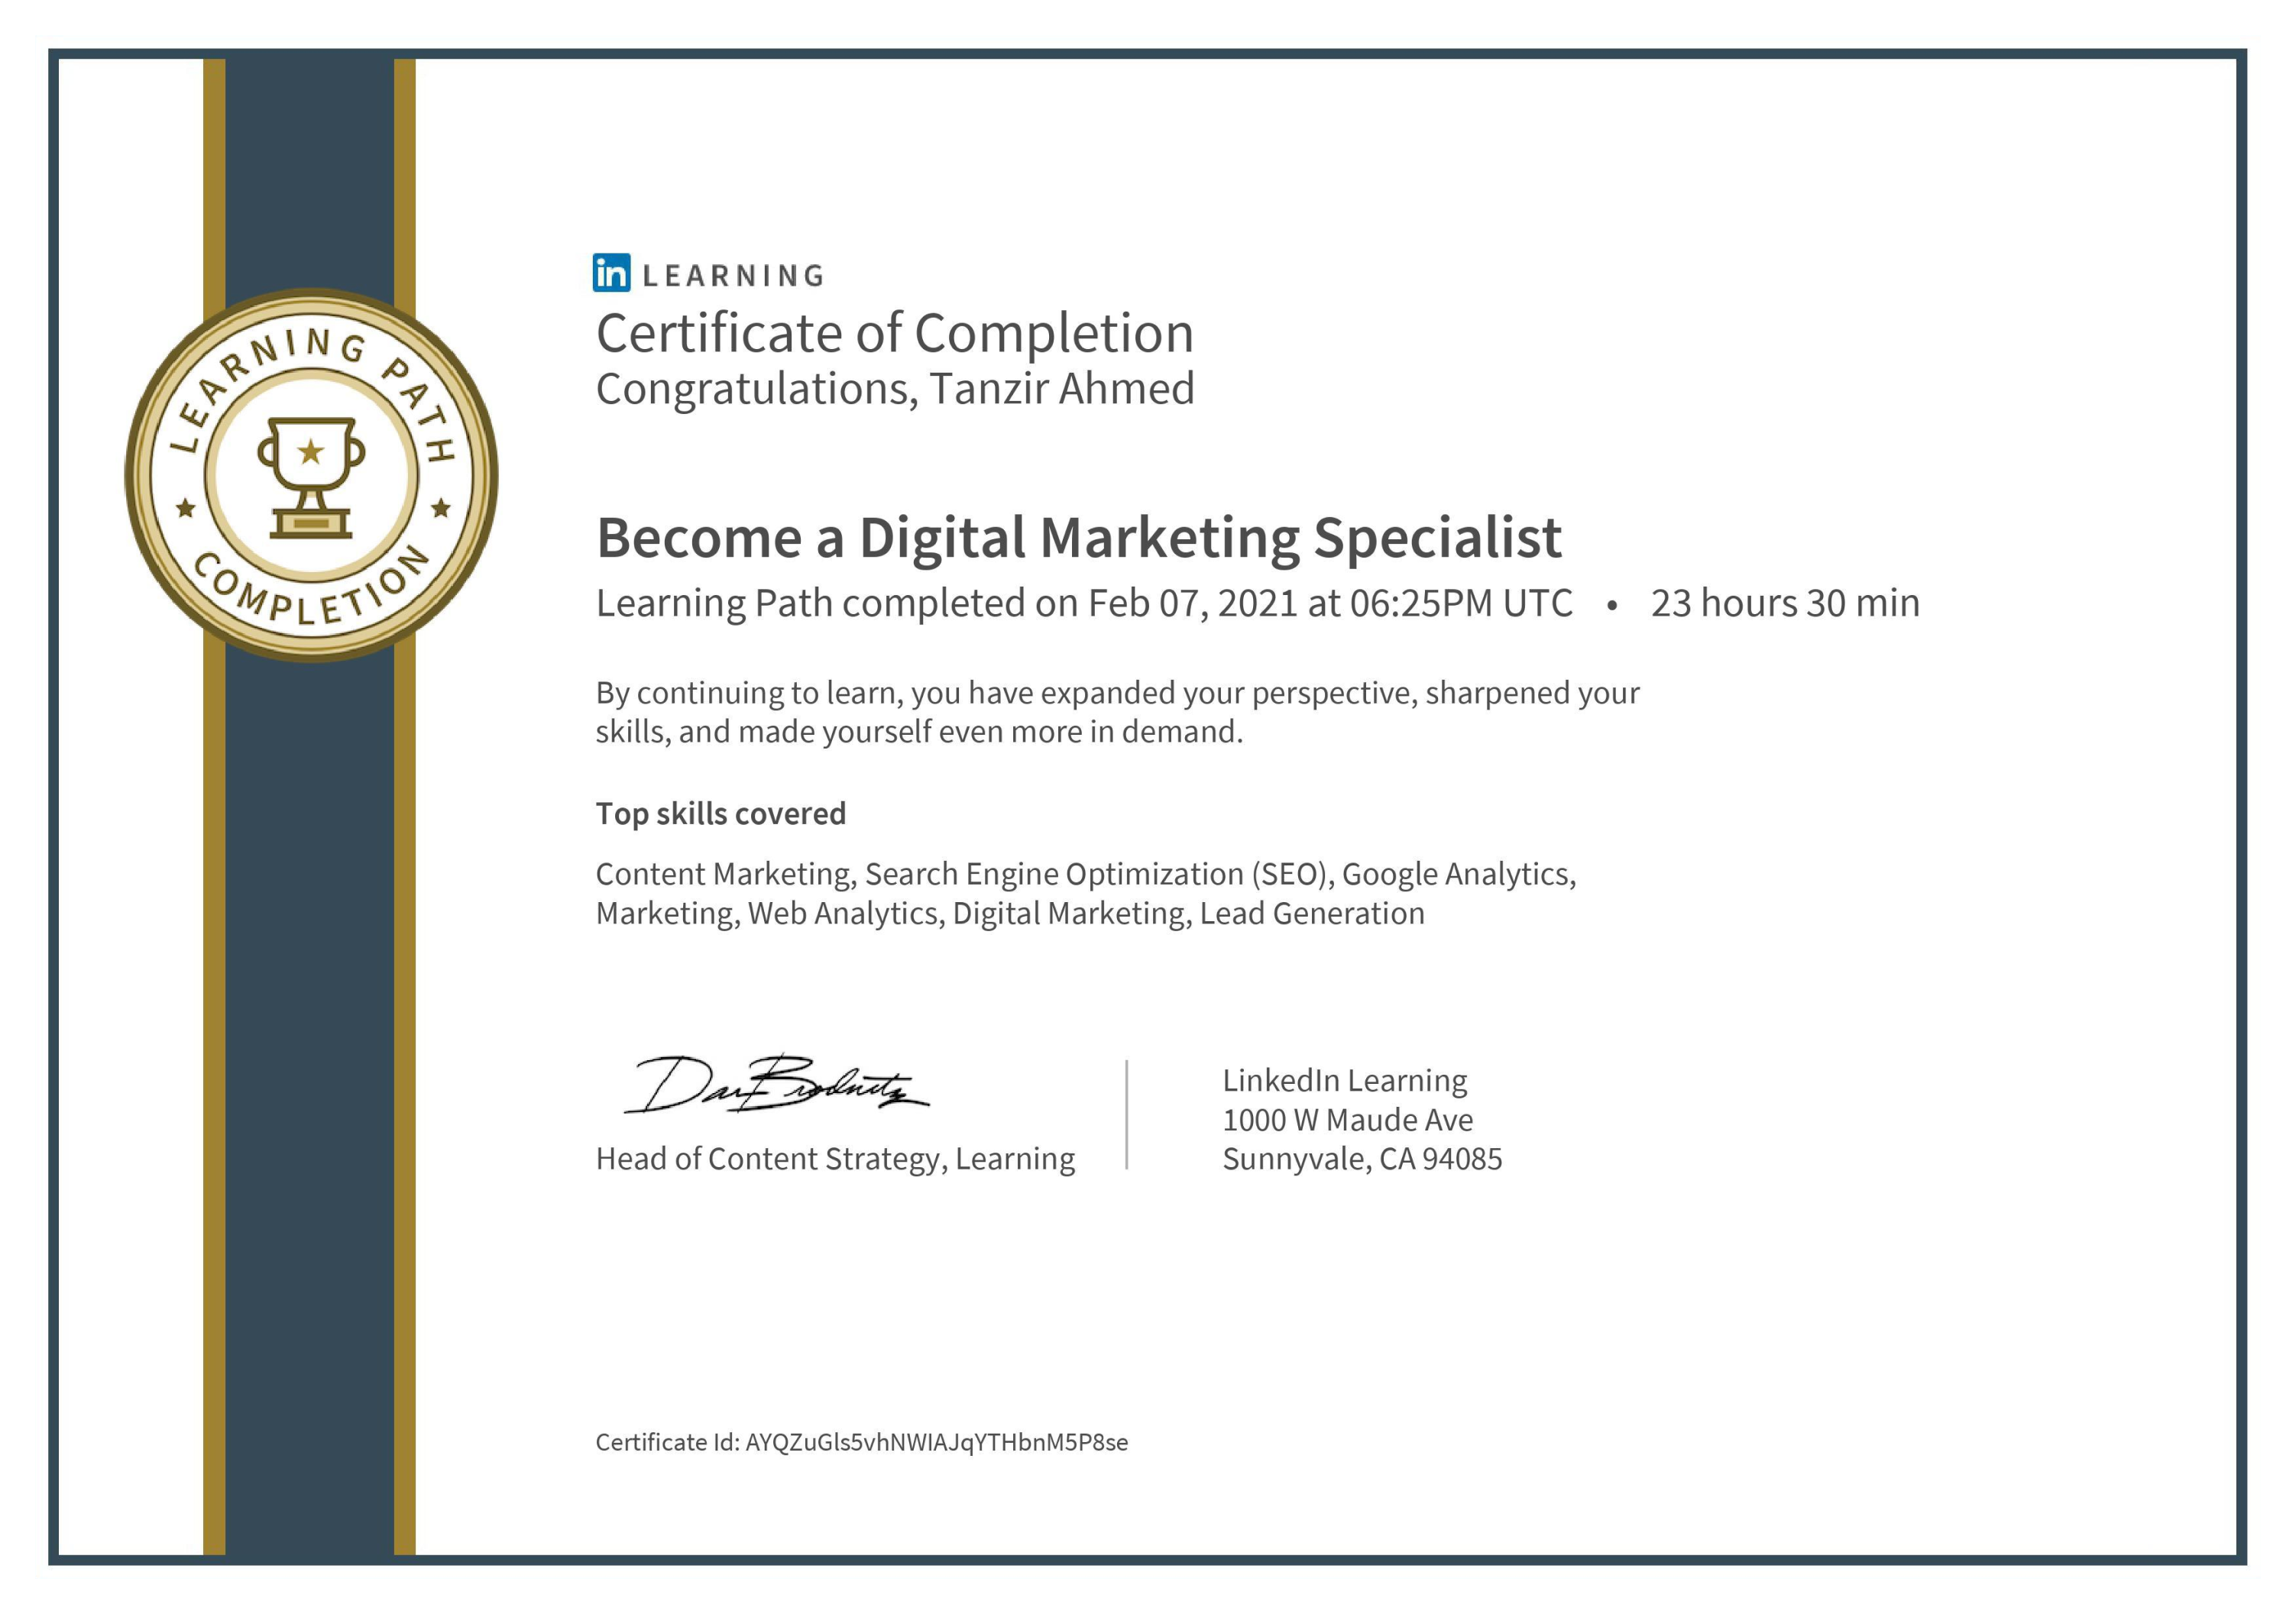 LEARNING PATH
COMPLETION
in LEARNING
Certificate of Completion
Congratulations, Tanzir Ahmed
Become a Digital Marketing Specialist
Learning Path completed on Feb 07, 2021 at 06:25PM UTC • 23 hours 30 min
By continuing to learn, you have expanded your perspective, sharpened your
skills, and made yourself even more in demand.
Top skills covered
Content Marketing, Search Engine Optimization (SEO), Google Analytics,
Marketing, Web Analytics, Digital Marketing, Lead Generation
Dan Brodnitz
Head of Content Strategy, Learning
LinkedIn Learning
1000 W Maude Ave
Sunnyvale, CA 94085
Certificate Id: AYQZuGls5vhNWIAJqYTHbnM5P8se